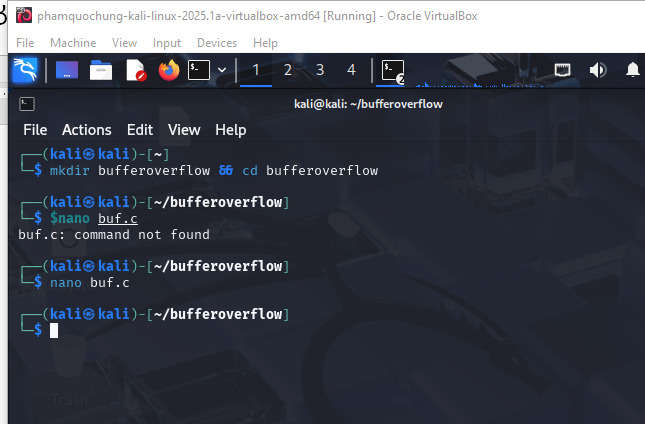 phamquochung-kali-linux-2025.1a-virtualbox-amd64 [Running] - Oracle VirtualBox
File Machine View Input Devices Help
1 2 3 4 2
kali@kali: ~/bufferoverflow
File Actions Edit View Help
┌──(kali㉿kali)-[~]
└─$ mkdir bufferoverflow && cd bufferoverflow
┌──(kali㉿kali)-[~/bufferoverflow]
└─$ $nano buf.c
buf.c: command not found
┌──(kali㉿kali)-[~/bufferoverflow]
└─$ nano buf.c
┌──(kali㉿kali)-[~/bufferoverflow]
└─$
Trash